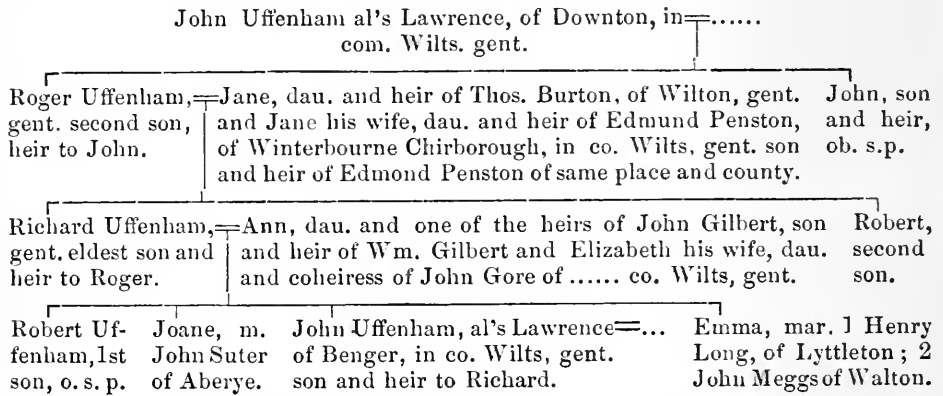 John Uffenham al's Lawrence, of Downton, in=......
com. Wilts. gent.
Roger Uffenham,=Jane, dau. and heir of Thos. Burton, of Wilton, gent.
gent. second son, and Jane his wife, dau. and heir of Edmund Penston,
heir to John. of Winterbourne Chirborough, in co. Wilts, gent. son
and heir of Edmond Penston of same place and county.
John, son
and heir,
ob. s.p.
Richard Uffenham,=Ann, dau. and one of the heirs of John Gilbert, son
gent. eldest son and and heir of Wm. Gilbert and Elizabeth his wife, dau.
heir to Roger. and coheiress of John Gore of ...... co. Wilts, gent.
Robert,
second
son.
Robert Uf-
fenham, 1st
son, o. s. p.
Joane, m.
John Suter
of Aberye.
John Uffenham, al's Lawrence=...
of Benger, in co. Wilts, gent.
son and heir to Richard.
Emma, mar. 1 Henry
Long, of Lyttleton; 2
John Meggs of Walton.